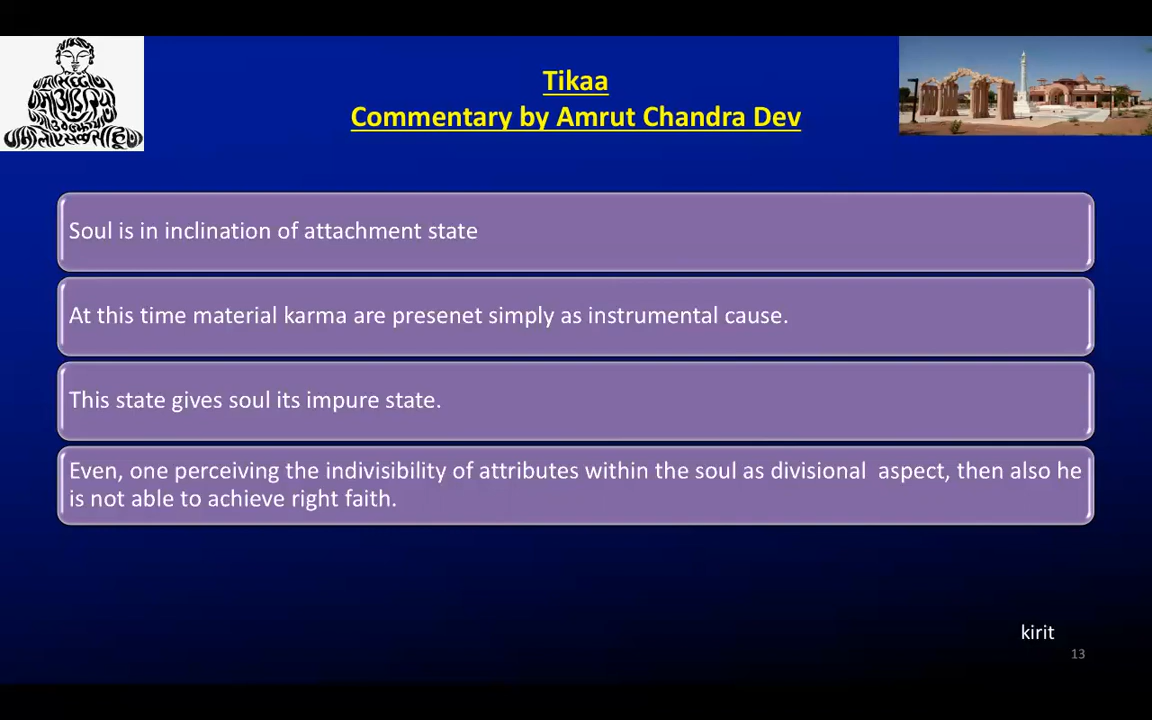 Tikaa
Commentary by Amrut Chandra Dev
Soul is in inclination of attachment state
At this time material karma are presenet simply as instrumental cause.
This state gives soul its impure state.
Even, one perceiving the indivisibility of attributes within the soul as divisional aspect, then also he
is not able to achieve right faith.
kirit
13